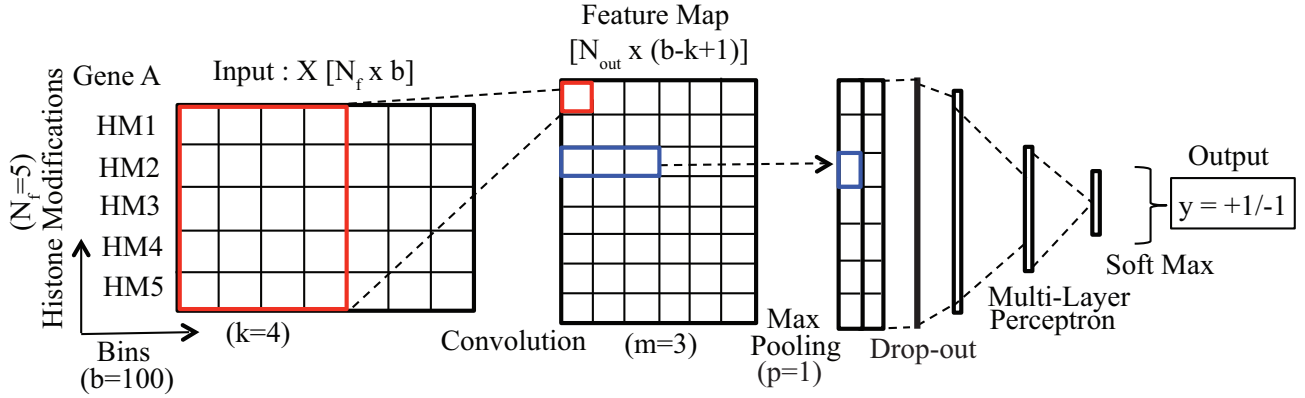 Feature Map
[N_out x (b-k+1)]
Gene A
Input : X [N_f x b]
Histone Modifications
(N_f=5)
HM1
HM2
HM3
HM4
HM5
Bins
(b=100)
(k=4)
Convolution
(m=3)
Max
Pooling
(p=1)
Drop-out
Multi-Layer
Perceptron
Soft Max
Output
y = +1/-1